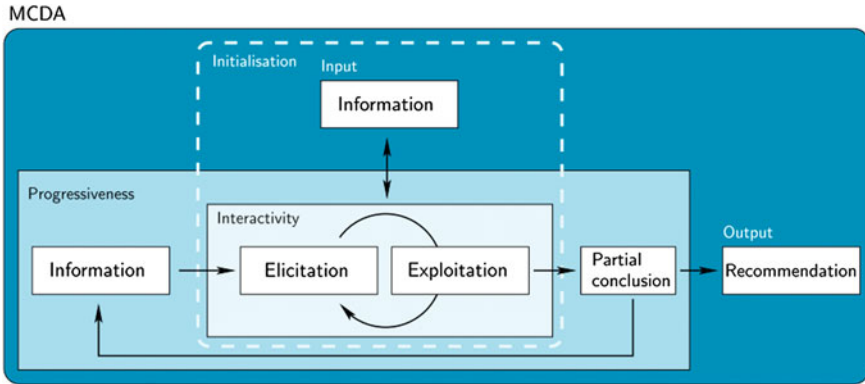 MCDA
Initialisation
Input
Information
Progressiveness
Interactivity
Information
Elicitation
Exploitation
Partial
conclusion
Output
Recommendation